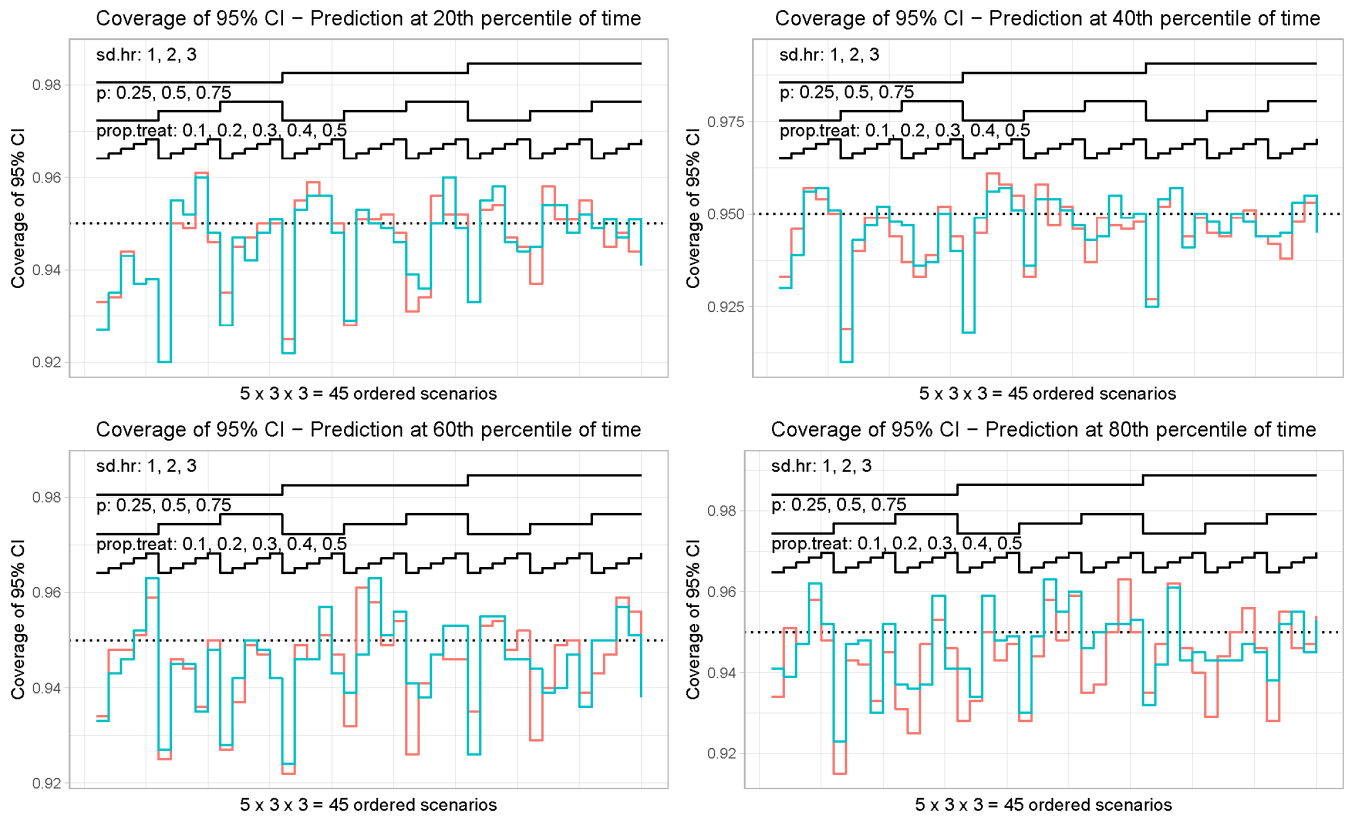 Coverage of 95% CI − Prediction at 20th percentile of time
sd.hr: 1, 2, 3
p: 0.25, 0.5, 0.75
prop.treat: 0.1, 0.2, 0.3, 0.4, 0.5
0.98
0.96
0.94
0.92
Coverage of 95% CI
5 x 3 x 3 = 45 ordered scenarios
Coverage of 95% CI − Prediction at 40th percentile of time
sd.hr: 1, 2, 3
p: 0.25, 0.5, 0.75
prop.treat: 0.1, 0.2, 0.3, 0.4, 0.5
0.975
0.950
0.925
Coverage of 95% CI
5 x 3 x 3 = 45 ordered scenarios
Coverage of 95% CI − Prediction at 60th percentile of time
sd.hr: 1, 2, 3
p: 0.25, 0.5, 0.75
prop.treat: 0.1, 0.2, 0.3, 0.4, 0.5
0.98
0.96
0.94
0.92
Coverage of 95% CI
5 x 3 x 3 = 45 ordered scenarios
Coverage of 95% CI − Prediction at 80th percentile of time
sd.hr: 1, 2, 3
p: 0.25, 0.5, 0.75
prop.treat: 0.1, 0.2, 0.3, 0.4, 0.5
0.98
0.96
0.94
0.92
Coverage of 95% CI
5 x 3 x 3 = 45 ordered scenarios